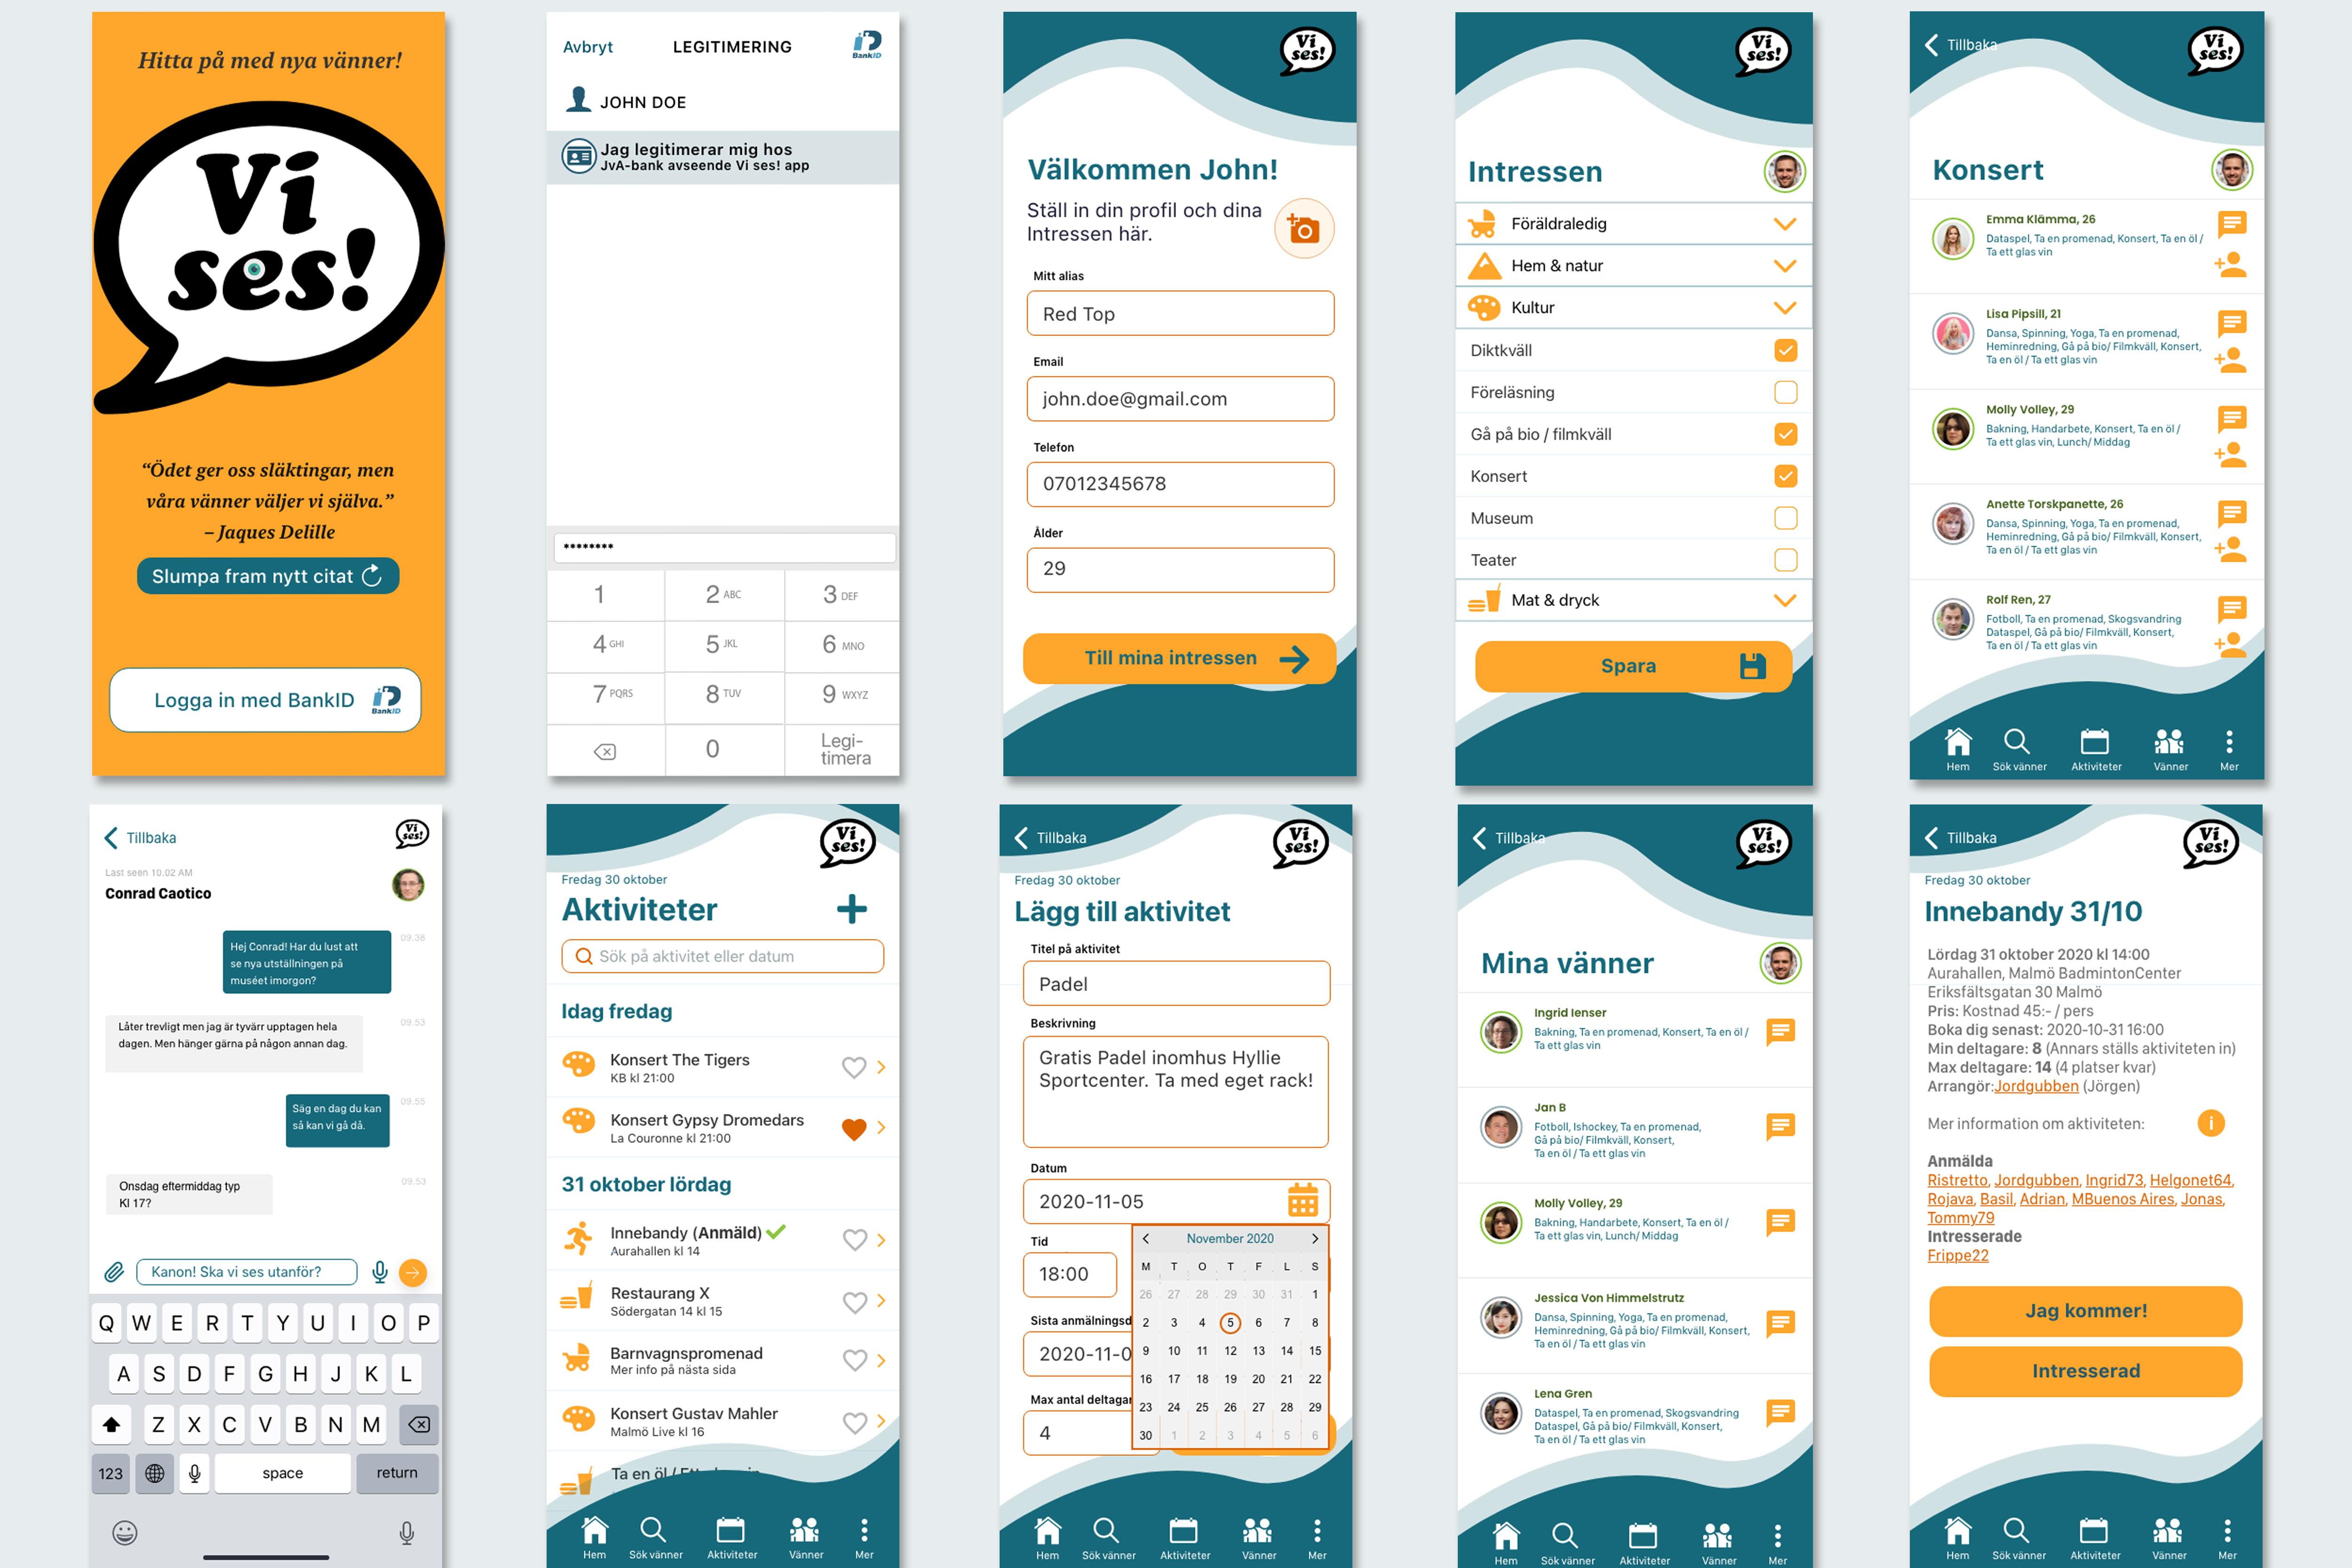 Hitta på med nya vänner!
Vi
ses!
“Ödet ger oss släktingar, men
våra vänner väljer vi själva.”
– Jaques Delille
Slumpa fram nytt citat
Logga in med BankID
BankID
Avbryt
LEGITIMERING
BankID
JOHN DOE
Jag legitimerar mig hos
JvA-bank avseende Vi ses! app
********
1
2 ABC
3 DEF
4 GHI
5 JKL
6 MNO
7 PQRS
8 TUV
9 WXYZ
0
Legi-
timera
Vi
ses!
Välkommen John!
Ställ in din profil och dina
Intressen här.
Mitt alias
Red Top
Email
john.doe@gmail.com
Telefon
07012345678
Ålder
29
Till mina intressen
Vi
ses!
Intressen
Föräldraledig
Hem & natur
Kultur
Diktkväll
Föreläsning
Gå på bio / filmkväll
Konsert
Museum
Teater
Mat & dryck
Spara
Tillbaka
Vi
ses!
Konsert
Emma Klämma, 26
Dataspel, Ta en promenad, Konsert, Ta en öl /
Ta ett glas vin
Lisa Pipsill, 21
Dansa, Spinning, Yoga, Ta en promenad,
Heminredning, Gå på bio/ Filmkväll, Konsert,
Ta en öl / Ta ett glas vin
Molly Volley, 29
Bakning, Handarbete, Konsert, Ta en öl /
Ta ett glas vin, Lunch/ Middag
Anette Torskpanette, 26
Dansa, Spinning, Yoga, Ta en promenad,
Heminredning, Gå på bio/ Filmkväll, Konsert,
Ta en öl / Ta ett glas vin
Rolf Ren, 27
Fotboll, Ta en promenad, Skogsvandring
Dataspel, Gå på bio/ Filmkväll, Konsert,
Ta en öl / Ta ett glas vin
Hem
Sök vänner
Aktiviteter
Vänner
Mer
Tillbaka
Vi
ses!
Last seen 10.02 AM
Conrad Caotico
09.38
Hej Conrad! Har du lust att
se nya utställningen på
muséet imorgon?
09.53
Låter trevligt men jag är tyvärr upptagen hela
dagen. Men hänger gärna på någon annan dag.
09.55
Säg en dag du kan
så kan vi gå då.
09.53
Onsdag eftermiddag typ
Kl 17?
Kanon! Ska vi ses utanför?
Q W E R T Y U I O P
A S D F G H J K L
Z X C V B N M
123
space
return
Vi
ses!
Fredag 30 oktober
Aktiviteter
Sök på aktivitet eller datum
Idag fredag
Konsert The Tigers
KB kl 21:00
Konsert Gypsy Dromedars
La Couronne kl 21:00
31 oktober lördag
Innebandy (Anmäld)
Aurahallen kl 14
Restaurang X
Södergatan 14 kl 15
Barnvagnspromenad
Mer info på nästa sida
Konsert Gustav Mahler
Malmö Live kl 16
Ta en öl /
Hem
Sök vänner
Aktiviteter
Vänner
Mer
Tillbaka
Vi
ses!
Fredag 30 oktober
Lägg till aktivitet
Titel på aktivitet
Padel
Beskrivning
Gratis Padel inomhus Hyllie
Sportcenter. Ta med eget rack!
Datum
2020-11-05
Tid
18:00
Sista anmälningsd
2020-11-0
Max antal deltagar
4
November 2020
M T O T F L S
26 27 28 29 30 31 1
2 3 4 5 6 7 8
9 10 11 12 13 14 15
16 17 18 19 20 21 22
23 24 25 26 27 28 29
30 1 2 3 4 5 6
Hem
Sök vänner
Aktiviteter
Vänner
Mer
Tillbaka
Vi
ses!
Mina vänner
Ingrid Ienser
Bakning, Ta en promenad, Konsert, Ta en öl /
Ta ett glas vin
Jan B
Fotboll, Ishockey, Ta en promenad,
Gå på bio/ Filmkväll, Konsert,
Ta en öl / Ta ett glas vin
Molly Volley, 29
Bakning, Handarbete, Konsert, Ta en öl /
Ta ett glas vin, Lunch/ Middag
Jessica Von Himmelstrutz
Dansa, Spinning, Yoga, Ta en promenad,
Heminredning, Gå på bio/ Filmkväll, Konsert,
Ta en öl / Ta ett glas vin
Lena Gren
Dataspel, Ta en promenad, Skogsvandring
Dataspel, Gå på bio/ Filmkväll, Konsert,
Ta en öl / Ta ett glas vin
Hem
Sök vänner
Aktiviteter
Vänner
Mer
Tillbaka
Vi
ses!
Fredag 30 oktober
Innebandy 31/10
Lördag 31 oktober 2020 kl 14:00
Aurahallen, Malmö BadmintonCenter
Eriksfältsgatan 30 Malmö
Pris: Kostnad 45:- / pers
Boka dig senast: 2020-10-31 16:00
Min deltagare: 8 (Annars ställs aktiviteten in)
Max deltagare: 14 (4 platser kvar)
Arrangör:Jordgubben (Jörgen)
Mer information om aktiviteten:
i
Anmälda
Ristretto, Jordgubben, Ingrid73, Helgonet64,
Rojava, Basil, Adrian, MBuenos Aires, Jonas,
Tommy79
Intresserade
Frippe22
Jag kommer!
Intresserad
Hem
Sök vänner
Aktiviteter
Vänner
Mer